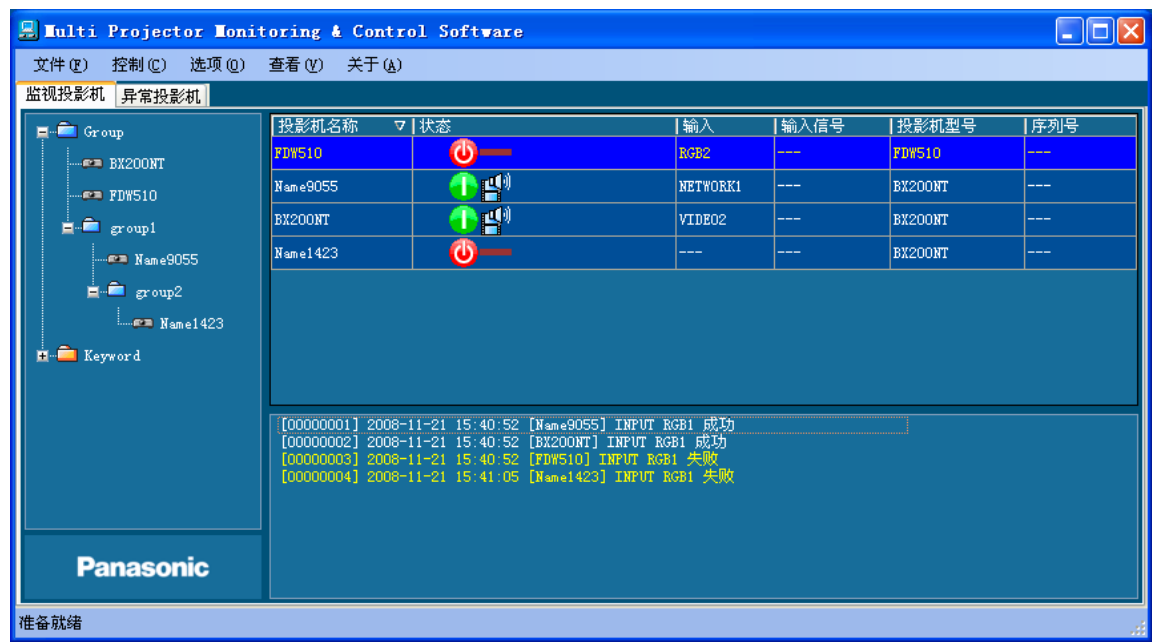 Multi Projector Monitoring & Control Software
文件(F) 控制(C) 选项(O) 查看(V) 关于(A)
监视投影机 异常投影机
Group
BX200NT
FDW510
group1
Name9055
group2
Name1423
Keyword
投影机名称 状态 输入 输入信号 投影机型号 序列号
FDW510 RGB2 --- FDW510 ---
Name9055 NETWORK1 --- BX200NT ---
BX200NT VIDEO2 --- BX200NT ---
Name1423 --- --- BX200NT ---
[00000001] 2008-11-21 15:40:52 [Name9055] INPUT RGB1 成功
[00000002] 2008-11-21 15:40:52 [BX200NT] INPUT RGB1 成功
[00000003] 2008-11-21 15:40:52 [FDW510] INPUT RGB1 失败
[00000004] 2008-11-21 15:41:05 [Name1423] INPUT RGB1 失败
Panasonic
准备就绪